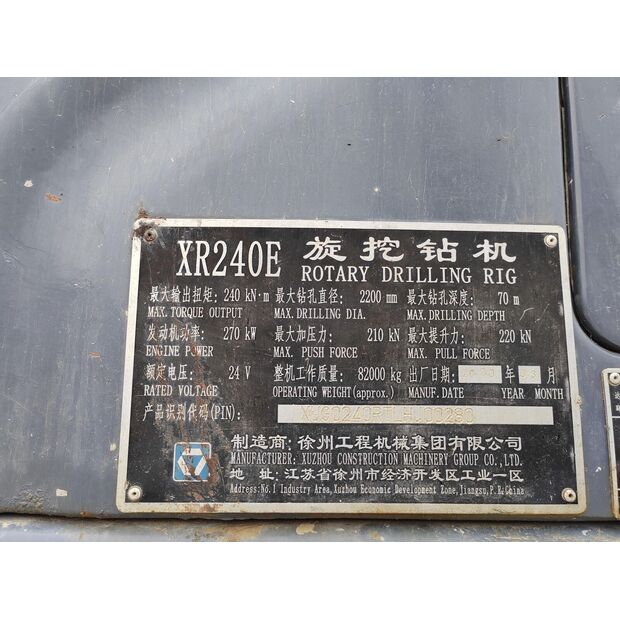 XR240E 旋挖钻机
ROTARY DRILLING RIG
最大输出扭矩: 240 kN·m 最大钻孔直径: 2200 mm 最大钻孔深度: 70 m
MAX. TORQUE OUTPUT MAX. DRILLING DIA. MAX. DRILLING DEPTH
发动机功率: 270 kW 最大加压力: 210 kN 最大提升力: 220 kN
ENGINE POWER MAX. PUSH FORCE MAX. PULL FORCE
额定电压: 24 V 整机工作质量: 82000 kg 出厂日期: 年 月
RATED VOLTAGE OPERATING WEIGHT(approx.) MANUF. DATE YEAR MONTH
产品识别代码(PIN):
制造商: 徐州工程机械集团有限公司
MANUFACTURER: XUZHOU CONSTRUCTION MACHINERY GROUP CO., LTD.
地 址: 江苏省徐州市经济开发区工业一区
Address:No.1 Industry Area,Xuzhou Economic Development Zone,Jiangsu,P.R.China